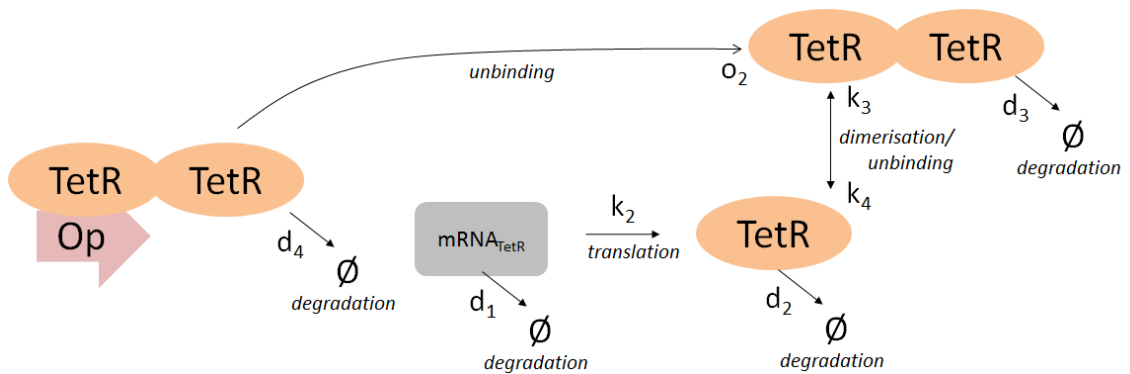 TetR TetR
unbinding
o2
k3
d3
dimerisation/
unbinding
Ø
degradation
TetR TetR
Op
d4
Ø
degradation
mRNATetR
d1
Ø
degradation
k2
translation
k4
TetR
d2
Ø
degradation